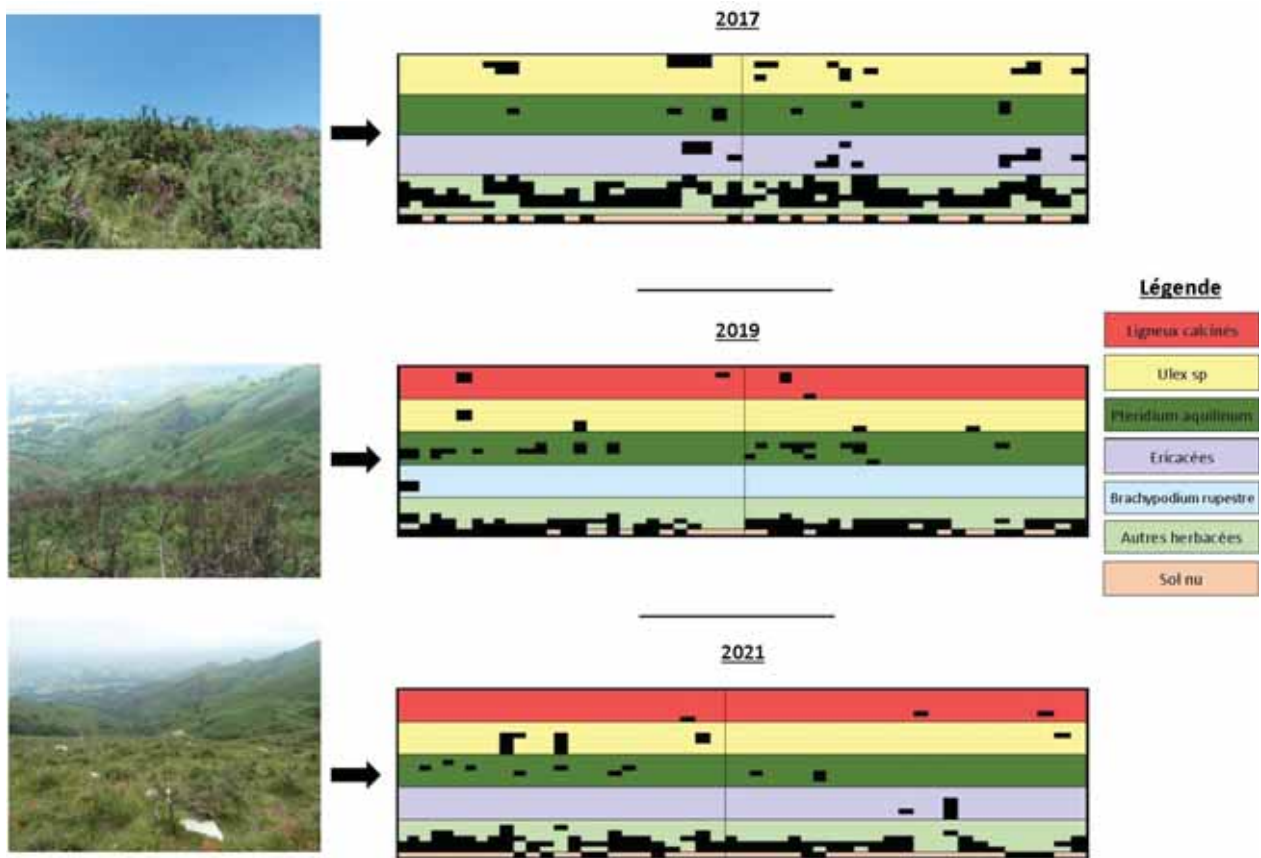 2017
2019
Légende
Ligneux calcinés
Ulex sp
Pteridium aquilinum
Ericacées
Brachypodium rupestre
Autres herbacées
Sol nu
2021